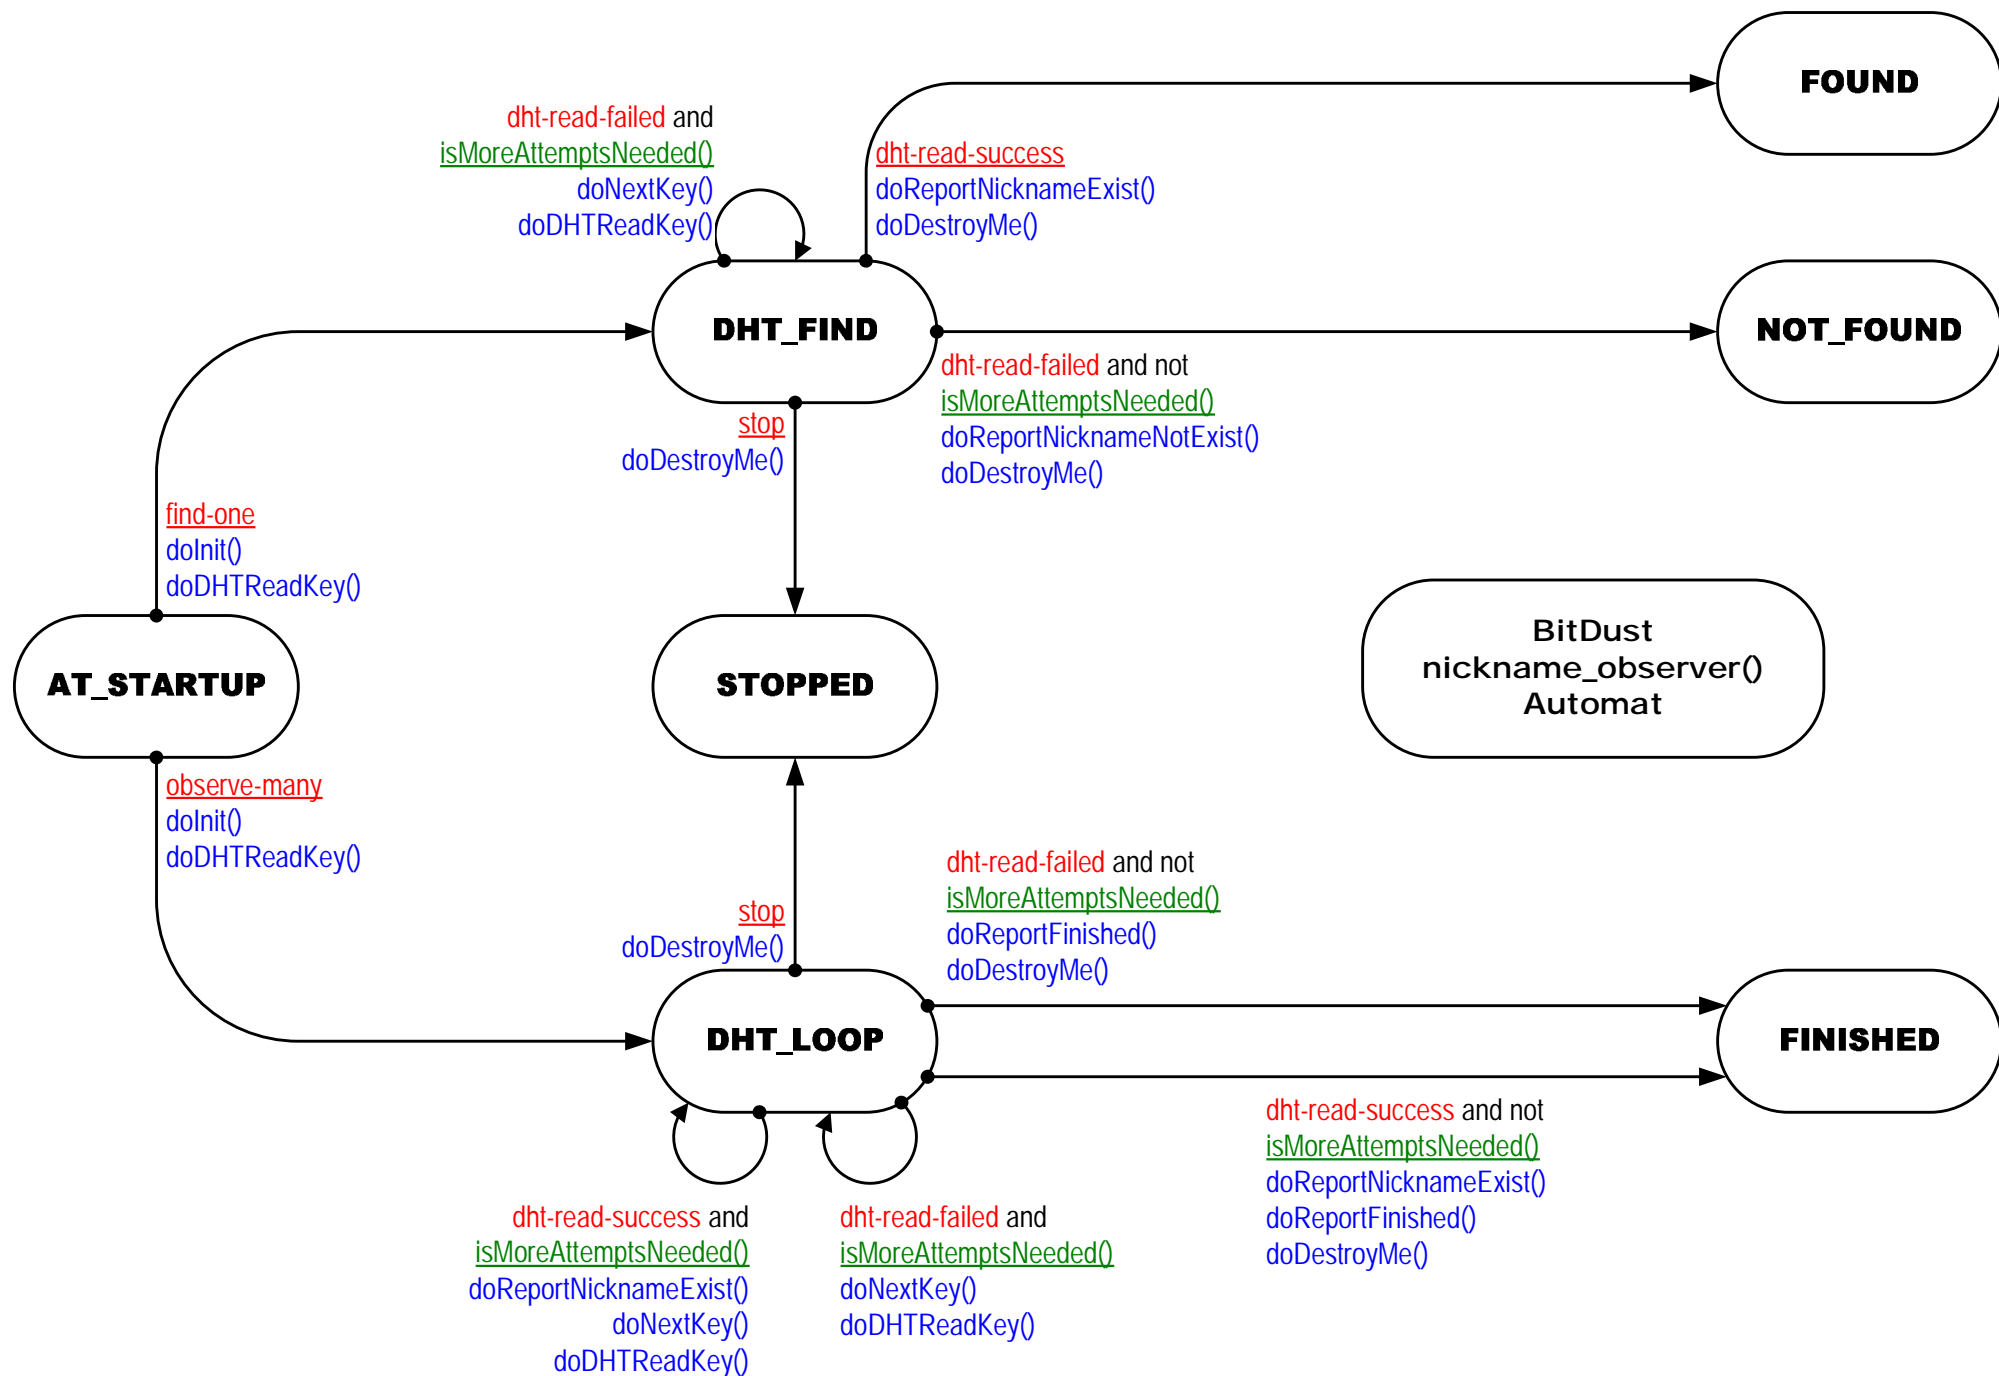 FOUND
dht-read-failed and
isMoreAttemptsNeeded()
doNextKey()
doDHTReadKey()
dht-read-success
doReportNicknameExist()
doDestroyMe()
DHT_FIND
NOT_FOUND
dht-read-failed and not
isMoreAttemptsNeeded()
doReportNicknameNotExist()
doDestroyMe()
stop
doDestroyMe()
find-one
doInit()
doDHTReadKey()
AT_STARTUP
STOPPED
BitDust
nickname_observer()
Automat
observe-many
doInit()
doDHTReadKey()
stop
doDestroyMe()
dht-read-failed and not
isMoreAttemptsNeeded()
doReportFinished()
doDestroyMe()
DHT_LOOP
FINISHED
dht-read-success and not
isMoreAttemptsNeeded()
doReportNicknameExist()
doReportFinished()
doDestroyMe()
dht-read-success and
isMoreAttemptsNeeded()
doReportNicknameExist()
doNextKey()
doDHTReadKey()
dht-read-failed and
isMoreAttemptsNeeded()
doNextKey()
doDHTReadKey()